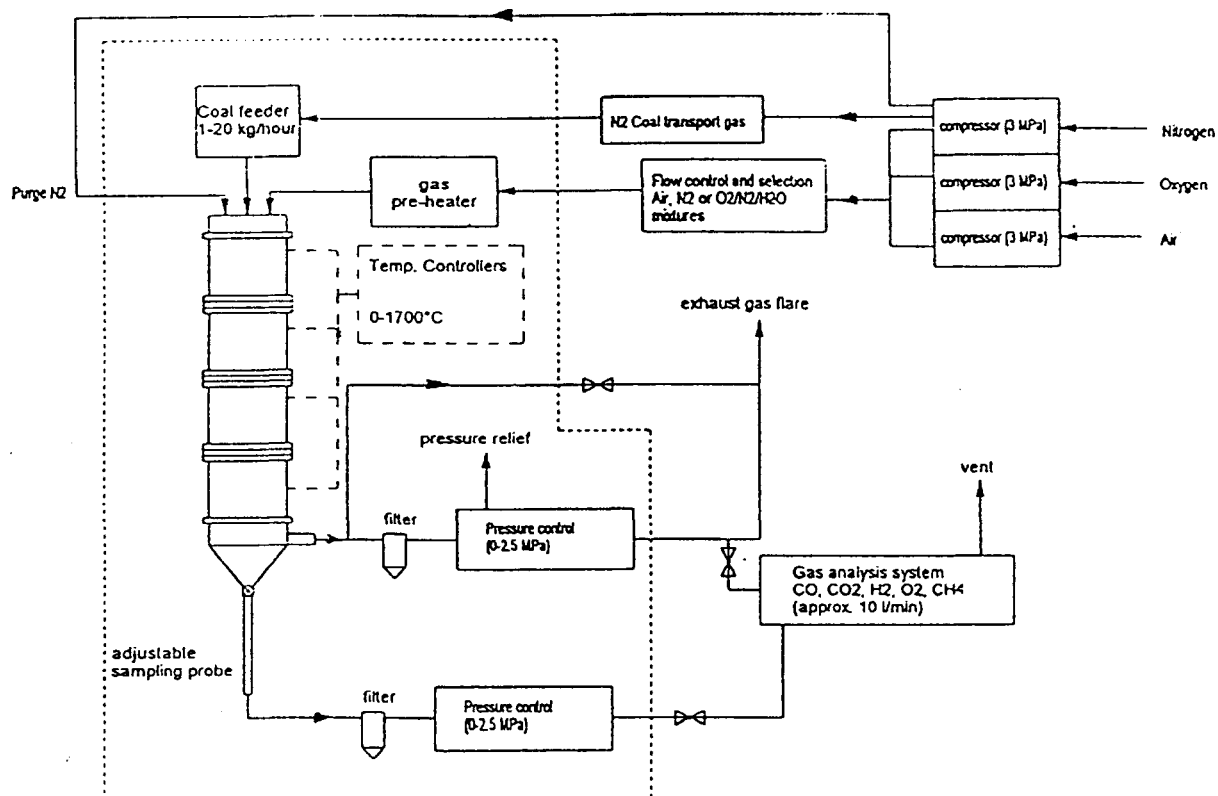 Coal feeder
1-20 kg/hour
N2 Coal transport gas
compressor (3 MPa)
Nitrogen
Purge N2
gas
pre-heater
Flow control and selection
Air, N2 or O2/N2/H2O
mixtures
compressor (3 MPa)
Oxygen
compressor (3 MPa)
Air
Temp. Controllers
0-1700°C
exhaust gas flare
pressure relief
vent
filter
Pressure control
(0-2.5 MPa)
Gas analysis system
CO, CO2, H2, O2, CH4
(approx. 10 l/min)
adjustable
sampling probe
filter
Pressure control
(0-2.5 MPa)